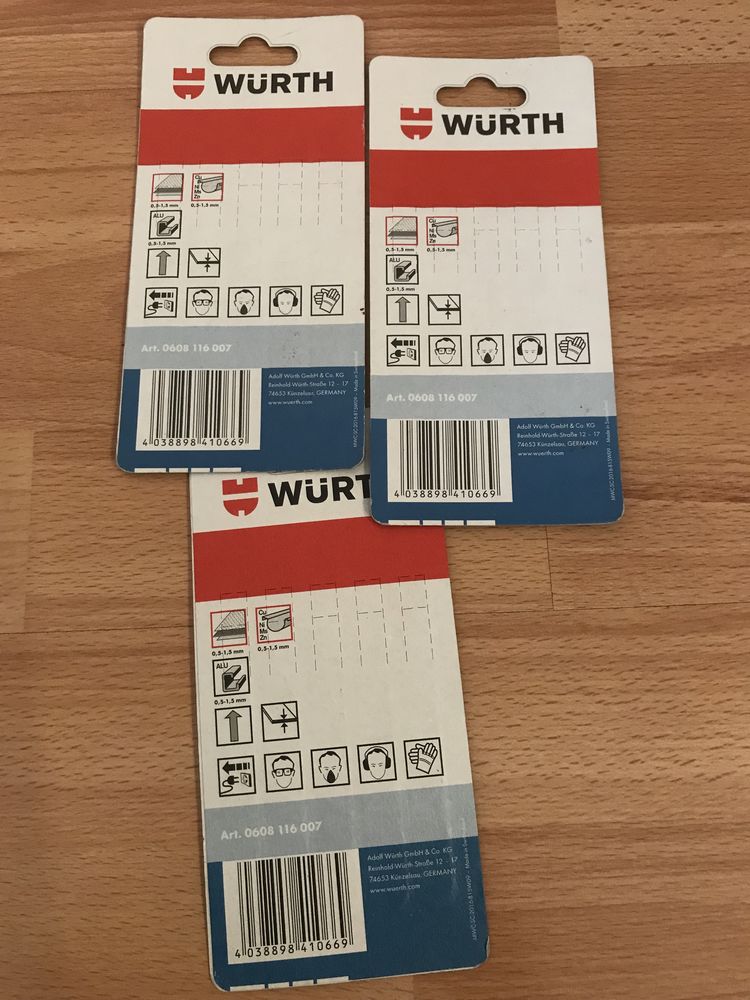 WÜRTH
Cu
Ni
Ms
Zn
0,5-1,5 mm
0,5-1,5 mm
ALU
0,5-1,5 mm
Art. 0608 116 007
Adolf Würth GmbH & Co. KG
Reinhold-Würth-Straße 12 - 17
74653 Künzelsau, GERMANY
www.wuerth.com
4 038898 410669
WÜRTH
Cu
Ni
Ms
Zn
0,5-1,5 mm
0,5-1,5 mm
ALU
0,5-1,5 mm
Art. 0608 116 007
Adolf Würth GmbH & Co. KG
Reinhold-Würth-Straße 12 - 17
74653 Künzelsau, GERMANY
www.wuerth.com
4 038898 410669
WÜRT
Cu
Ni
Ms
Zn
0,5-1,5 mm
0,5-1,5 mm
ALU
0,5-1,5 mm
Art. 0608 116 007
Adolf Würth GmbH & Co. KG
Reinhold-Würth-Straße 12 - 17
74653 Künzelsau, GERMANY
www.wuerth.com
4 038898 410669